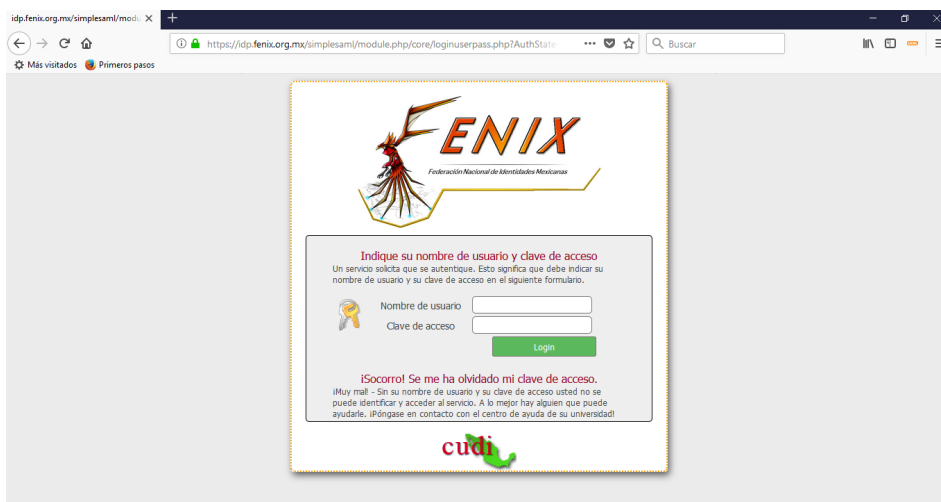 idp.fenix.org.mx/simplesaml/modu
https://idp.fenix.org.mx/simplesaml/module.php/core/loginuserpass.php?AuthState
Buscar
Más visitados
Primeros pasos
FENIX
Federación Nacional de Identidades Mexicanas
Indique su nombre de usuario y clave de acceso
Un servicio solicita que se autentique. Esto significa que debe indicar su
nombre de usuario y su clave de acceso en el siguiente formulario.
Nombre de usuario
Clave de acceso
Login
¡Socorro! Se me ha olvidado mi clave de acceso.
¡Muy mal! - Sin su nombre de usuario y su clave de acceso usted no se
puede identificar y acceder al servicio. A lo mejor hay alguien que puede
ayudarle. ¡Póngase en contacto con el centro de ayuda de su universidad!
cudi